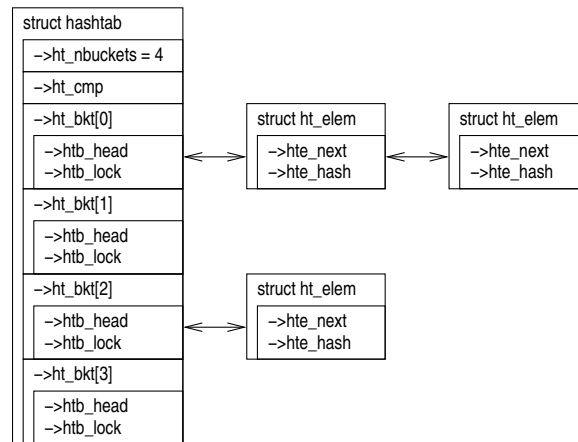 struct hashtab
−>ht_nbuckets = 4
−>ht_cmp
−>ht_bkt[0]
−>htb_head
−>htb_lock
struct ht_elem
−>hte_next
−>hte_hash
struct ht_elem
−>hte_next
−>hte_hash
−>ht_bkt[1]
−>htb_head
−>htb_lock
−>ht_bkt[2]
−>htb_head
−>htb_lock
struct ht_elem
−>hte_next
−>hte_hash
−>ht_bkt[3]
−>htb_head
−>htb_lock